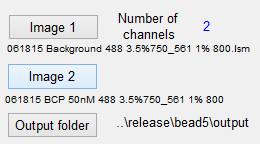 Image 1
Number of channels 2
061815 Background 488 3.5%750_561 1% 800.lsm
Image 2
061815 BCP 50nM 488 3.5%750_561 1% 800
Output folder
..\release\bead5\output